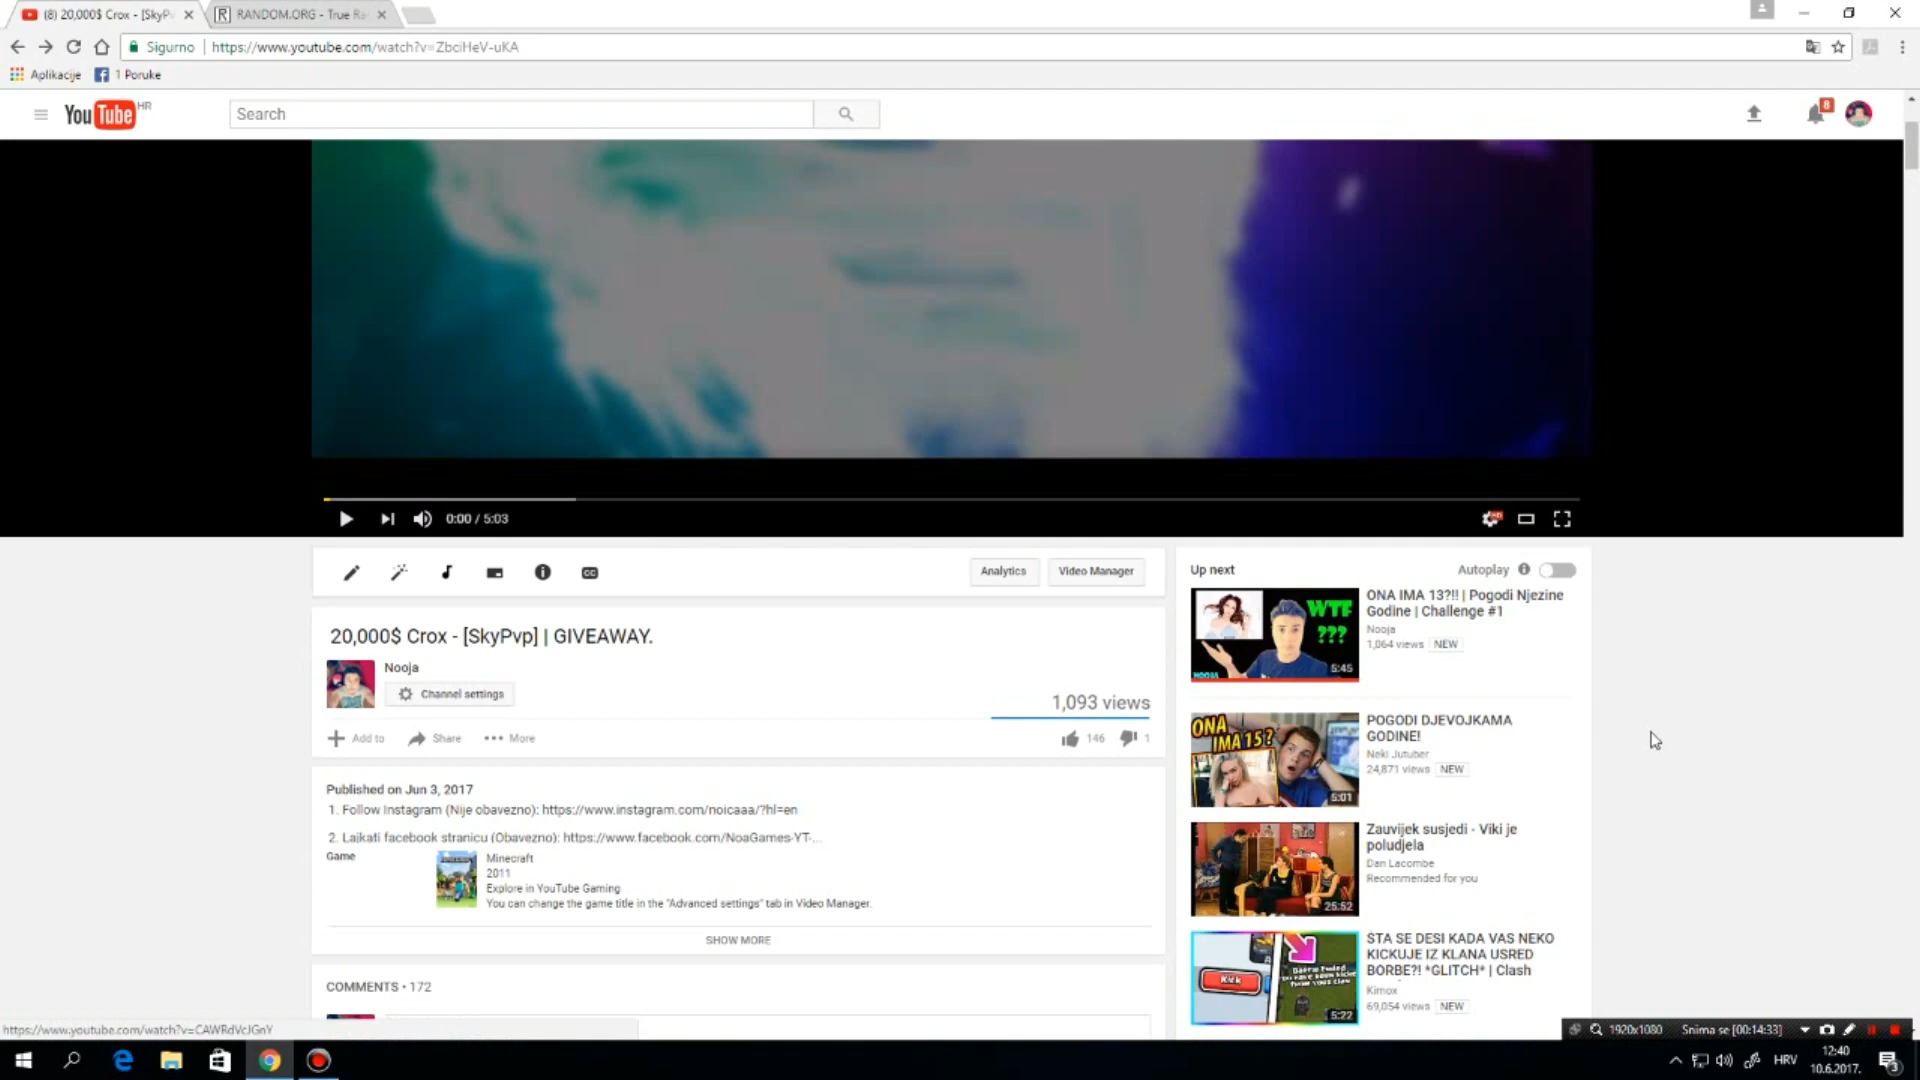 (8) 20,000$ Crox - [SkyPv
RANDOM.ORG - True Ra
Sigurno
https://www.youtube.com/watch?v=ZbciHeV-uKA
Aplikacije
1 Poruke
YouTube HR
Search
8
0:00 / 5:03
HD
CC
Analytics
Video Manager
20,000$ Crox - [SkyPvp] | GIVEAWAY.
Nooja
Channel settings
1,093 views
Add to
Share
More
146
1
Published on Jun 3, 2017
1. Follow Instagram (Nije obavezno): https://www.instagram.com/noicaaa/?hl=en
2. Lajkati facebook stranicu (Obavezno): https://www.facebook.com/NoaGames-YT-...
Game
Minecraft
2011
Explore in YouTube Gaming
You can change the game title in the "Advanced settings" tab in Video Manager.
SHOW MORE
COMMENTS • 172
Up next
Autoplay
WTF
???
NOOJA
5:45
ONA IMA 13?!! | Pogodi Njezine
Godine | Challenge #1
Nooja
1,064 views
NEW
ONA
IMA 15?
5:01
POGODI DJEVOJKAMA
GODINE!
Neki Jutuber
24,871 views
NEW
25:52
Zauvijek susjedi - Viki je
poludjela
Dan Lacombe
Recommended for you
Kick
5:22
ŠTA SE DESI KADA VAS NEKO
KICKUJE IZ KLANA USRED
BORBE?! *GLITCH* | Clash
Kimox
69,054 views
NEW
https://www.youtube.com/watch?v=CAWRdVcJGnY
1920x1080
Snima se [00:14:33]
HRV
12:40
10.6.2017.
3